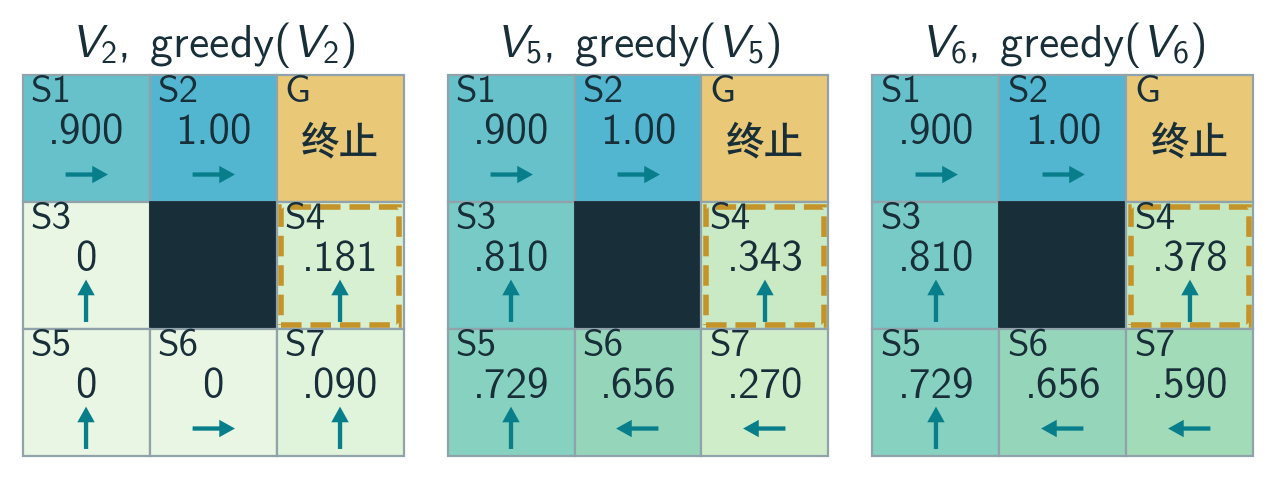 V₂, greedy(V₂)
S1 S2 G
.900 1.00 终止
S3 S4
0 .181
S5 S6 S7
0 0 .090
V₅, greedy(V₅)
S1 S2 G
.900 1.00 终止
S3 S4
.810 .343
S5 S6 S7
.729 .656 .270
V₆, greedy(V₆)
S1 S2 G
.900 1.00 终止
S3 S4
.810 .378
S5 S6 S7
.729 .656 .590